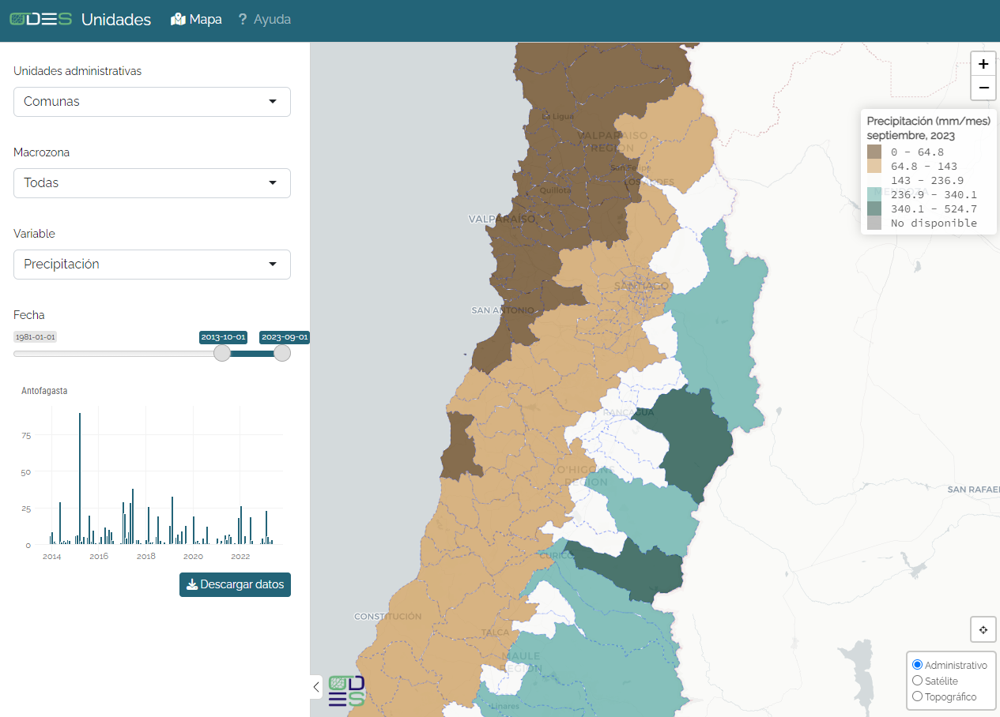 ODES Unidades Mapa ? Ayuda
Unidades administrativas
Comunas
Macrozona
Todas
Variable
Precipitación
Fecha
1981-01-01 2013-10-01 2023-09-01
Antofagasta
75
50
25
0
2014 2016 2018 2020 2022
Descargar datos
+
−
Precipitación (mm/mes)
septiembre, 2023
0 - 64.8
64.8 - 143
143 - 236.9
236.9 - 340.1
340.1 - 524.7
No disponible
MENDOZA
La Ligua
VALPARAÍSO
REGION
San Felipe
LOS ANDES
Quillota
VALPARAÍSO
SANTIAGO
SAN ANTONIO
RANCAGUA
O'HIGGINS
REGION
SAN RAFAEL
CURICÓ
CONSTITUCIÓN
TALCA
MAULE
REGION
Linares
ODES
Administrativo
Satélite
Topográfico